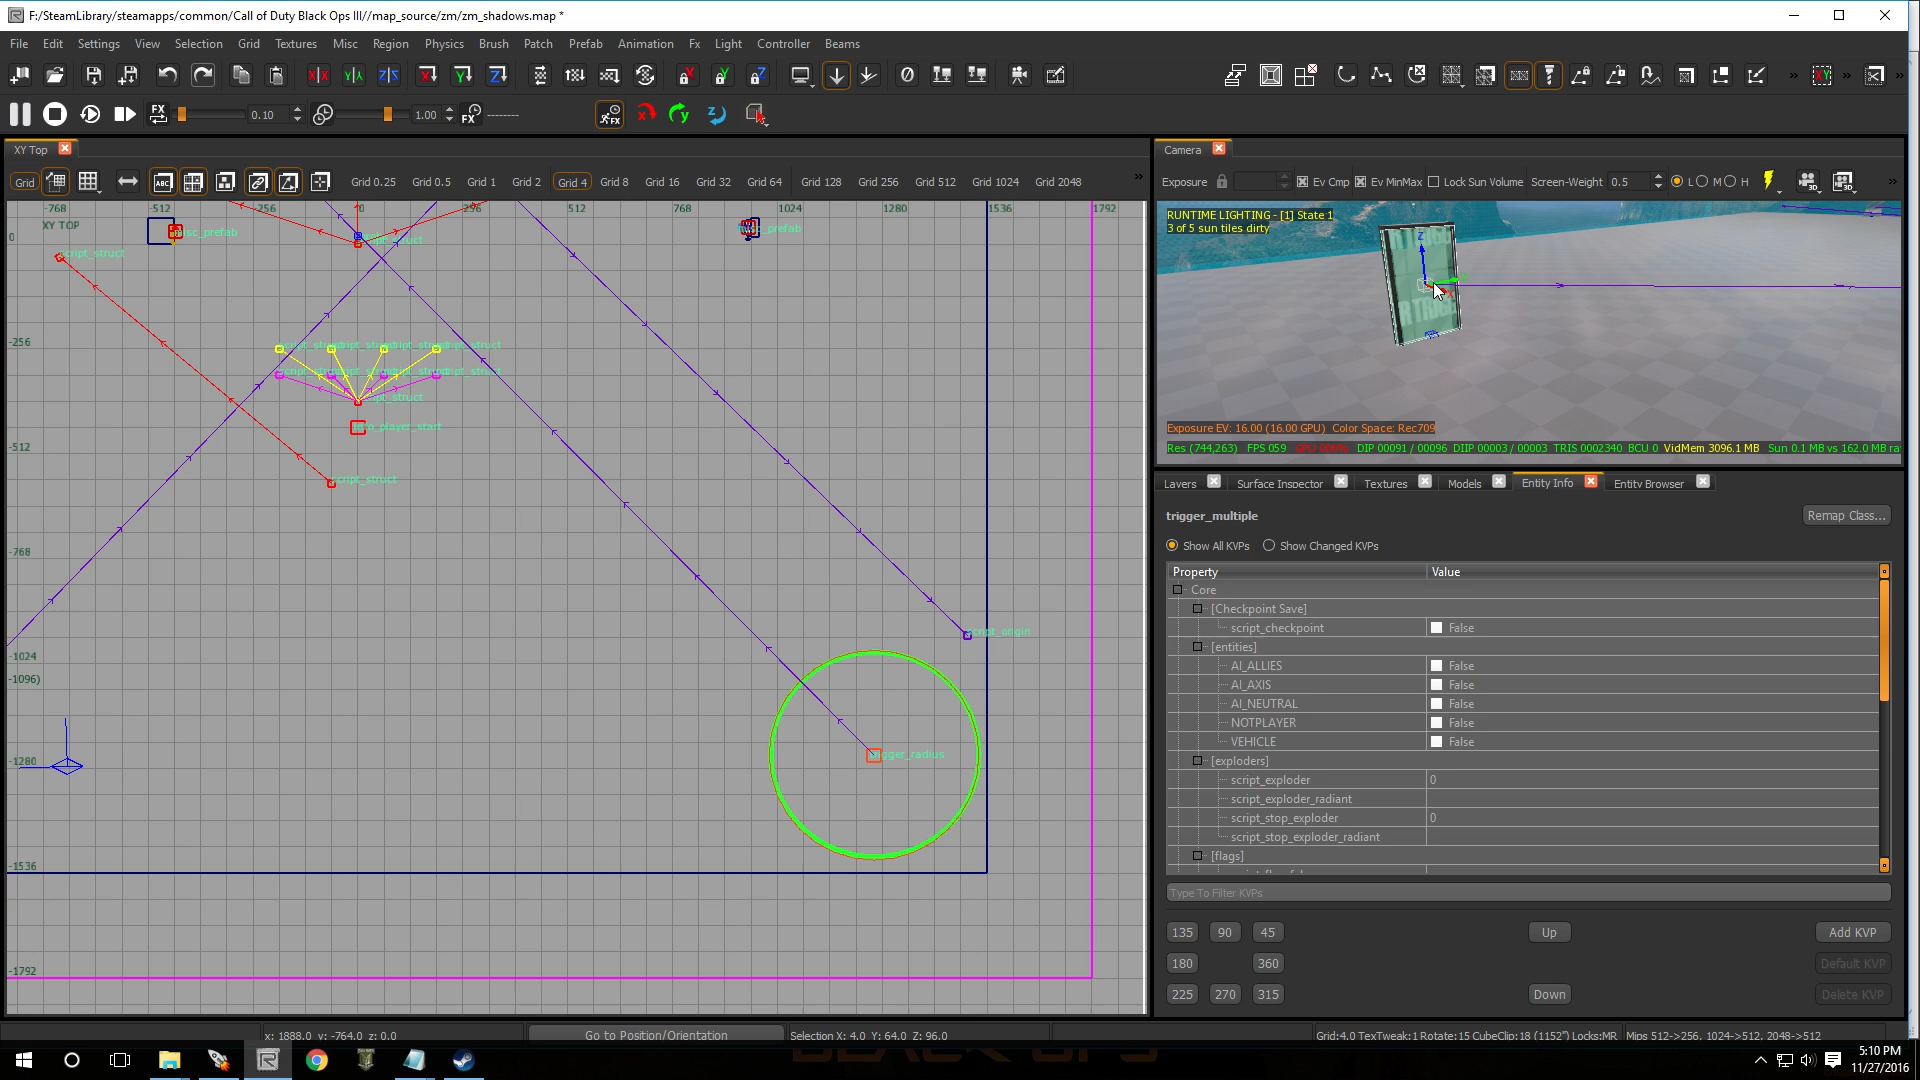 F:/SteamLibrary/steamapps/common/Call of Duty Black Ops III//map_source/zm/zm_shadows.map *
File Edit Settings View Selection Grid Textures Misc Region Physics Brush Patch Prefab Animation Fx Light Controller Beams
FX 0.10 1.00 FX --------
XY Top
Grid ABC Grid 0.25 Grid 0.5 Grid 1 Grid 2 Grid 4 Grid 8 Grid 16 Grid 32 Grid 64 Grid 128 Grid 256 Grid 512 Grid 1024 Grid 2048 »
-768 -512 -256 0 256 512 768 1024 1280 1536 1792
XY TOP
0
-256
-512
-768
-1024
-1096)
-1280
-1536
-1792
script_struct
info_player_start
script_struct
script_origin
Camera
Exposure Ev Cmp Ev MinMax Lock Sun Volume Screen-Weight 0.5 L M H »
RUNTIME LIGHTING - [1] State 1
3 of 5 sun tiles dirty
Z
Exposure EV: 16.00 (16.00 GPU) Color Space: Rec709
Res (744,263) FPS 059 DIP 00091 / 00096 DIIP 00003 / 00003 TRIS 0002340 BCU 0 VidMem 3096.1 MB Sun 0.1 MB vs 162.0 MB
Layers Surface Inspector Textures Models Entity Info Entity Browser
trigger_multiple
Remap Class...
Show All KVPs Show Changed KVPs
Property Value
Core
[Checkpoint Save]
script_checkpoint False
[entities]
AI_ALLIES False
AI_AXIS False
AI_NEUTRAL False
NOTPLAYER False
VEHICLE False
[exploders]
script_exploder 0
script_exploder_radiant
script_stop_exploder 0
script_stop_exploder_radiant
[flags]
Type To Filter KVPs
135 90 45 Up Add KVP
180 360 Default KVP
225 270 315 Down Delete KVP
x: 1888.0 y: -764.0 z: 0.0 Go to Position/Orientation Selection X: 4.0 Y: 64.0 Z: 96.0 Grid:4.0 TexTweak:1 Rotate:15 CubeClip:18 (1152") Locks:MR Mips 512->256, 1024->512, 2048->512
5:10 PM
11/27/2016